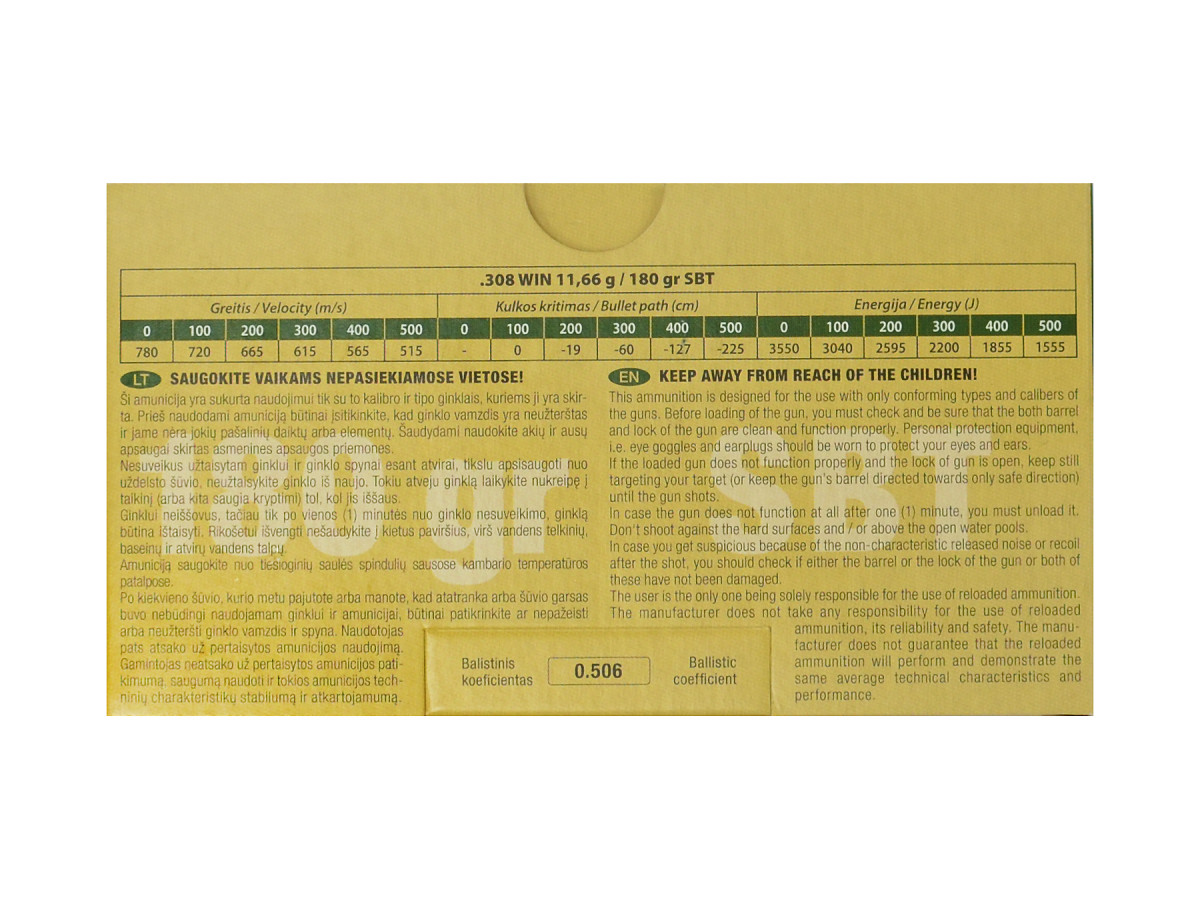 .308 WIN 11,66 g / 180 gr SBT
Greitis / Velocity (m/s) Kulkos kritimas / Bullet path (cm) Energija / Energy (J)
0 100 200 300 400 500 0 100 200 300 400 500 0 100 200 300 400 500
780 720 665 615 565 515 - 0 -19 -60 -127 -225 3550 3040 2595 2200 1855 1555
LT SAUGOKITE VAIKAMS NEPASIEKIAMOSE VIETOSE!
Ši amunicija yra sukurta naudojimui tik su to kalibro ir tipo ginklais, kuriems ji yra skir-
ta. Prieš naudodami amuniciją būtinai įsitikinkite, kad ginklo vamzdis yra neužterštas
ir jame nėra jokių pašalinių daiktų arba elementų. Šaudydami naudokite akių ir ausų
apsaugai skirtas asmenines apsaugos priemones.
Nesuveikus užtaisytam ginklui ir ginklo spynai esant atvirai, tikslu apsisaugoti nuo
uždelsto šūvio, neužtaisykite ginklo iš naujo. Tokiu atveju ginklą laikykite nukreipę į
talkinį (arba kita saugia kryptimi) tol, kol jis iššaus.
Ginklui neiššovus, tačiau tik po vienos (1) minutės nuo ginklo nesuveikimo, ginklą
būtina ištaisyti. Rikošetui išvengti nešaudykite į kietus paviršius, virš vandens telkinių,
baseinų ir atvirų vandens talpų.
Amuniciją saugokite nuo tiesioginių saulės spindulių sausose kambario temperatūros
patalpose.
Po kiekvieno šūvio, kurio metu pajutote arba manote, kad atatranka arba šūvio garsas
buvo nebūdingi naudojamam ginklui ir amunicijai, būtinai patikrinkite ar nepažeisti
arba neužteršti ginklo vamzdis ir spyna. Naudotojas
pats atsako už pertaisytos amunicijos naudojimą.
Gamintojas neatsako už pertaisytos amunicijos pati-
kimumą, saugumą naudoti ir tokios amunicijos tech-
ninių charakteristikų stabilumą ir atkartojamumą.
EN KEEP AWAY FROM REACH OF THE CHILDREN!
This ammunition is designed for the use with only conforming types and calibers of
the guns. Before loading of the gun, you must check and be sure that the both barrel
and lock of the gun are clean and function properly. Personal protection equipment,
i.e. eye goggles and earplugs should be worn to protect your eyes and ears.
If the loaded gun does not function properly and the lock of gun is open, keep still
targeting your target (or keep the gun's barrel directed towards only safe direction)
until the gun shots.
In case the gun does not function at all after one (1) minute, you must unload it.
Don't shoot against the hard surfaces and / or above the open water pools.
In case you get suspicious because of the non-characteristic released noise or recoil
after the shot, you should check if either the barrel or the lock of the gun or both of
these have not been damaged.
The user is the only one being solely responsible for the use of reloaded ammunition.
The manufacturer does not take any responsibility for the use of reloaded
ammunition, its reliability and safety. The manu-
facturer does not guarantee that the reloaded
ammunition will perform and demonstrate the
same average technical characteristics and
performance.
180 gr SBT
Balistinis
koeficientas
0.506
Ballistic
coefficient